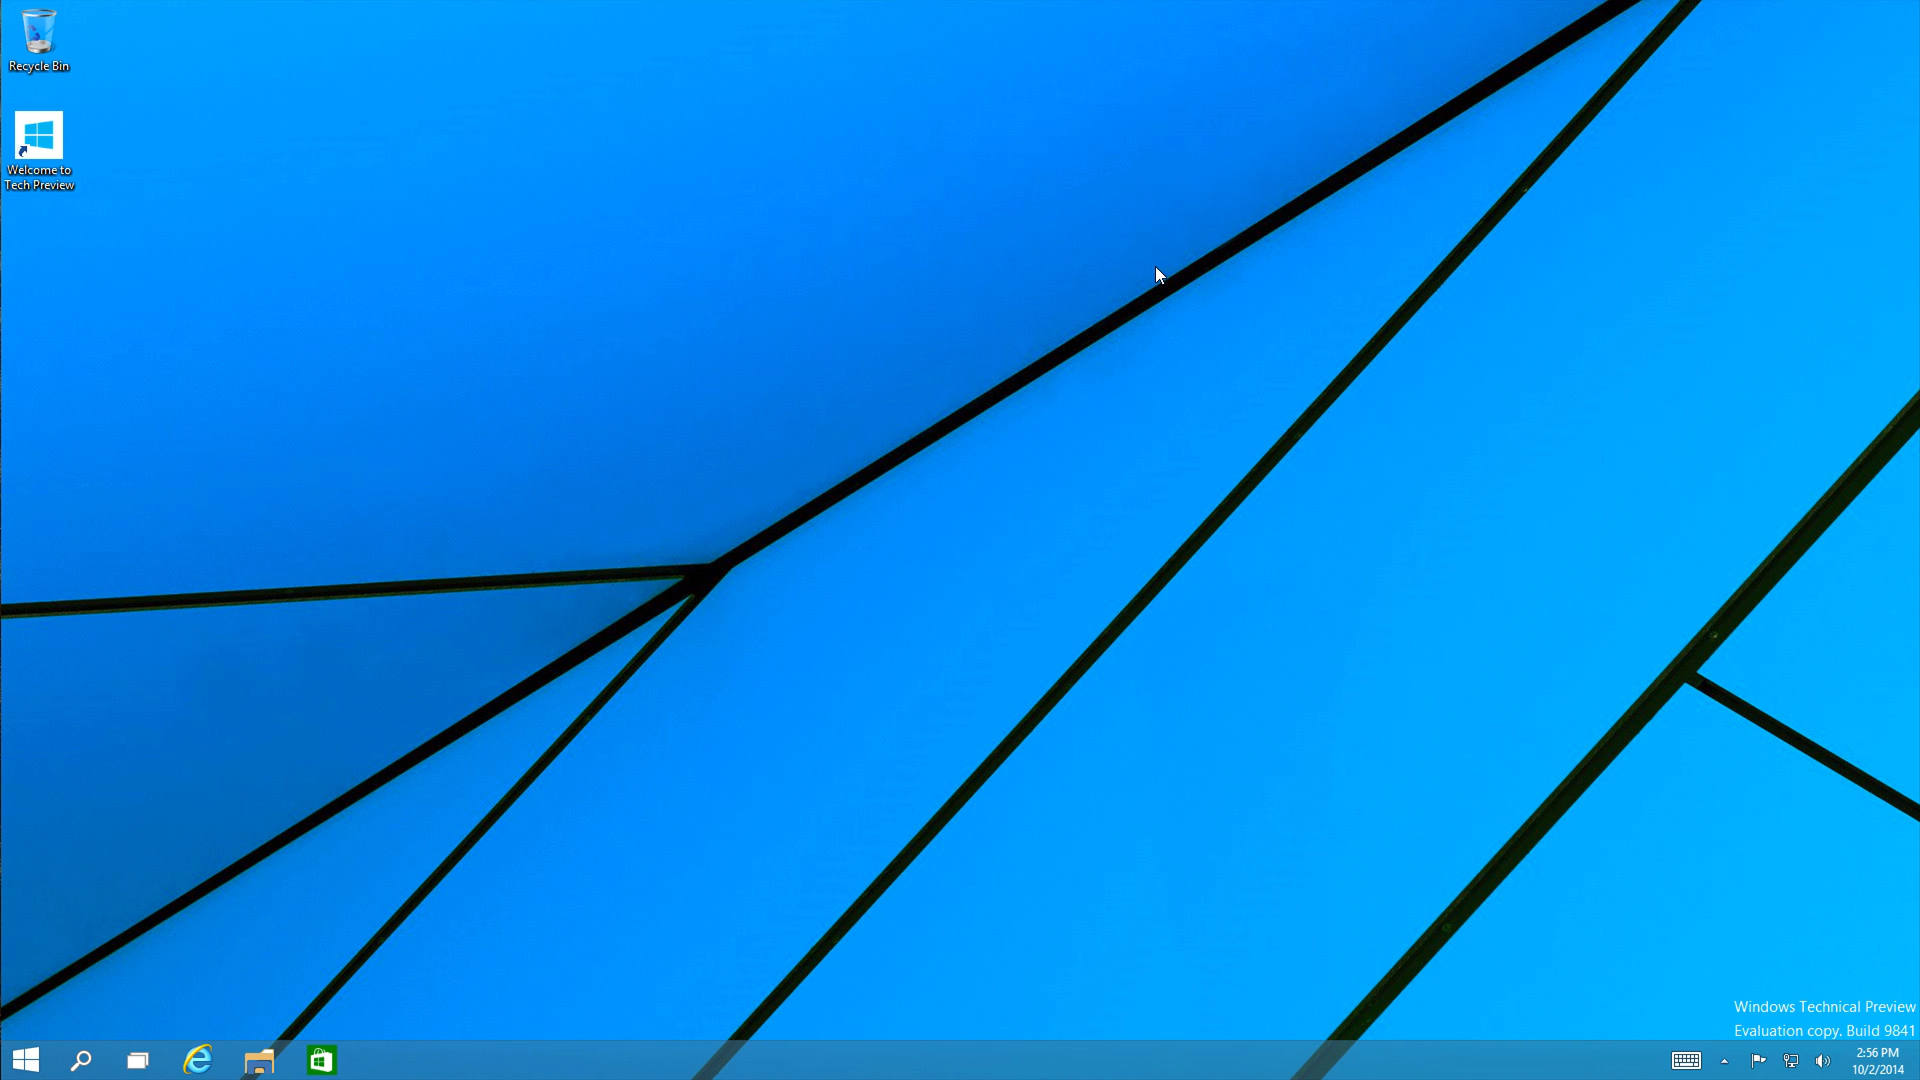 Recycle Bin
Welcome to
Tech Preview
Windows Technical Preview
Evaluation copy. Build 9841
2:56 PM
10/2/2014